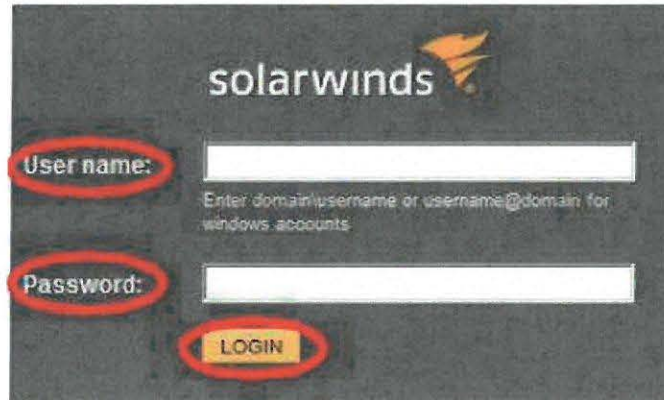 solarwinds
User name:
Enter domain\username or username@domain for
windows accounts
Password:
LOGIN